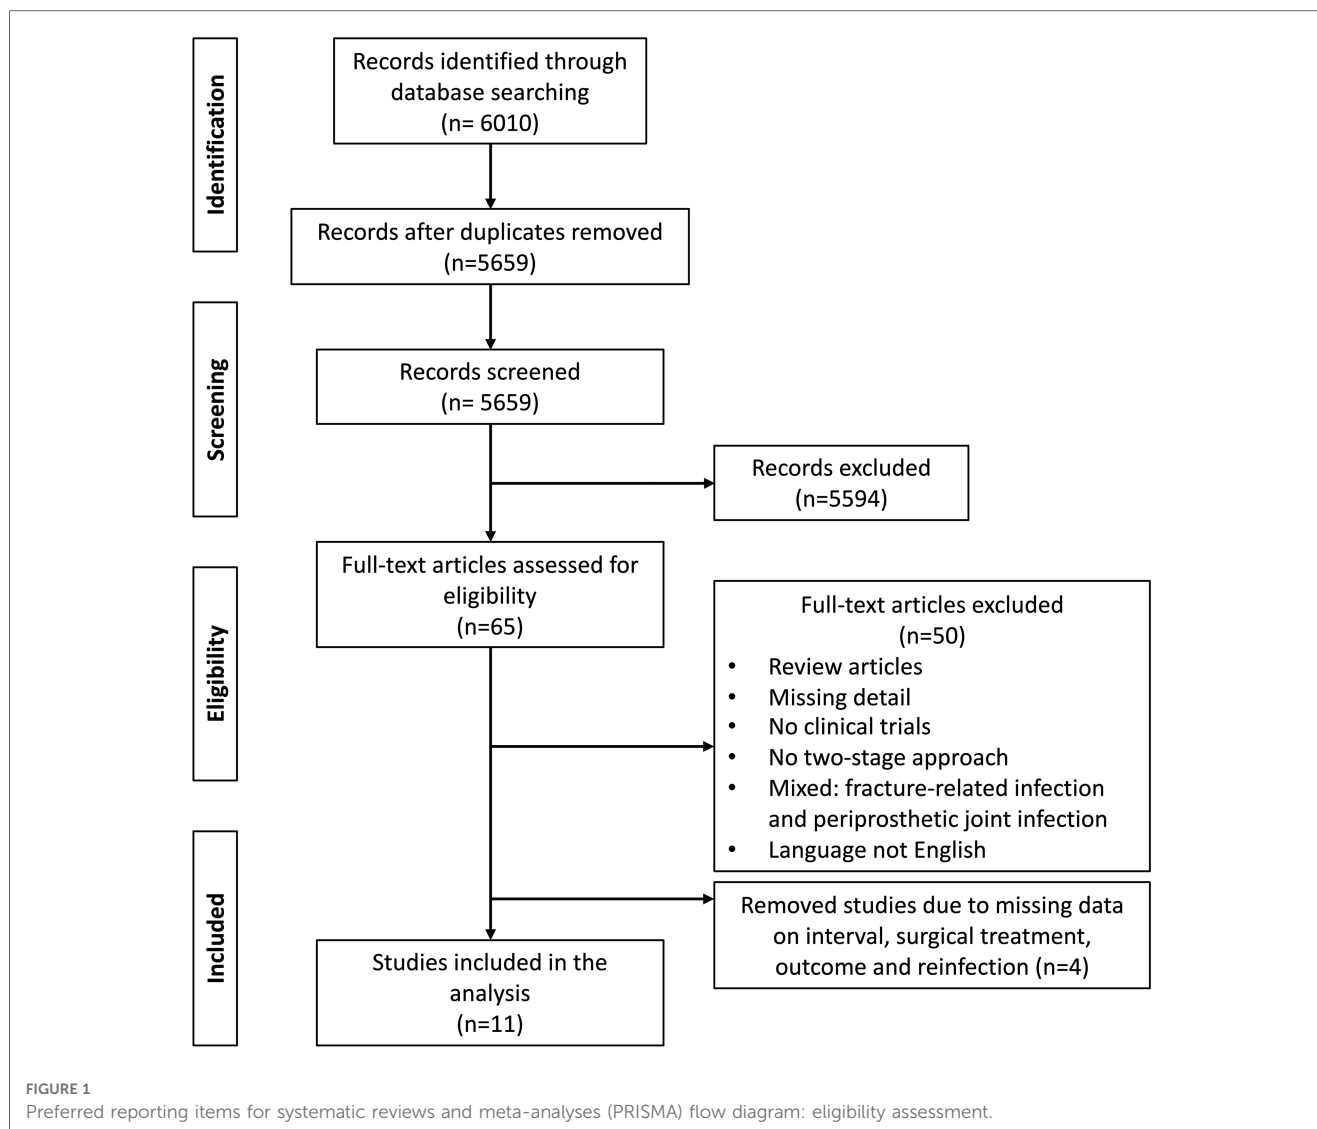 Identification
Records identified through
database searching
(n= 6010)
Records after duplicates removed
(n=5659)
Screening
Records screened
(n= 5659)
Records excluded
(n=5594)
Eligibility
Full-text articles assessed for
eligibility
(n=65)
Full-text articles excluded
(n=50)
• Review articles
• Missing detail
• No clinical trials
• No two-stage approach
• Mixed: fracture-related infection
and periprosthetic joint infection
• Language not English
Included
Removed studies due to missing data
on interval, surgical treatment,
outcome and reinfection (n=4)
Studies included in the
analysis
(n=11)
FIGURE 1
Preferred reporting items for systematic reviews and meta-analyses (PRISMA) flow diagram: eligibility assessment.